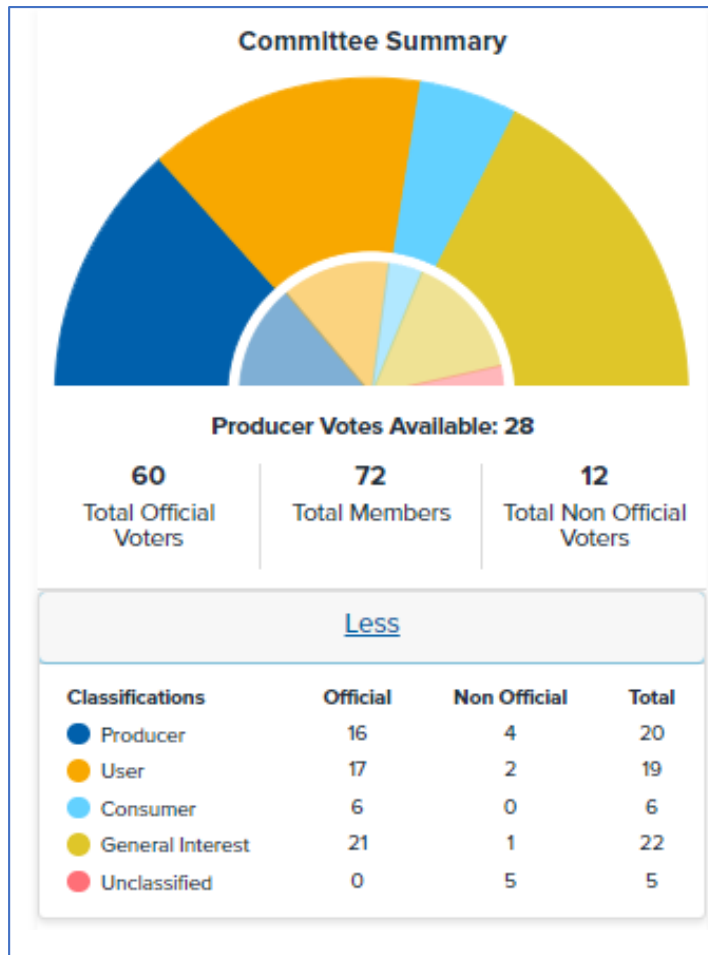 Committee Summary
Producer Votes Available: 28
60 72 12
Total Official Total Members Total Non Official
Voters Voters
Less
Classifications Official Non Official Total
Producer 16 4 20
User 17 2 19
Consumer 6 0 6
General Interest 21 1 22
Unclassified 0 5 5